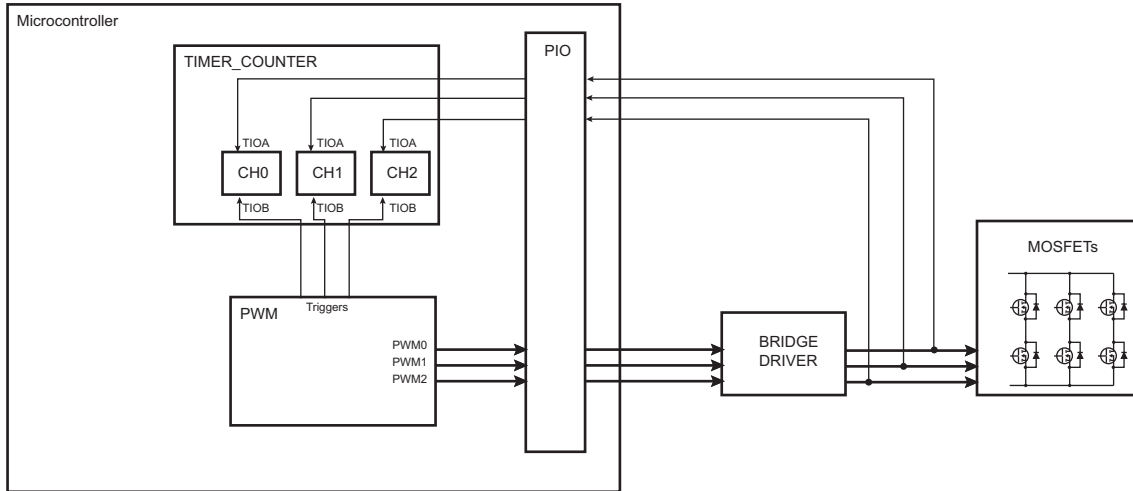 Microcontroller
PIO
TIMER_COUNTER
TIOA TIOA TIOA
CH0 CH1 CH2
TIOB TIOB TIOB
MOSFETs
Triggers
PWM
PWM0
PWM1
PWM2
BRIDGE
DRIVER